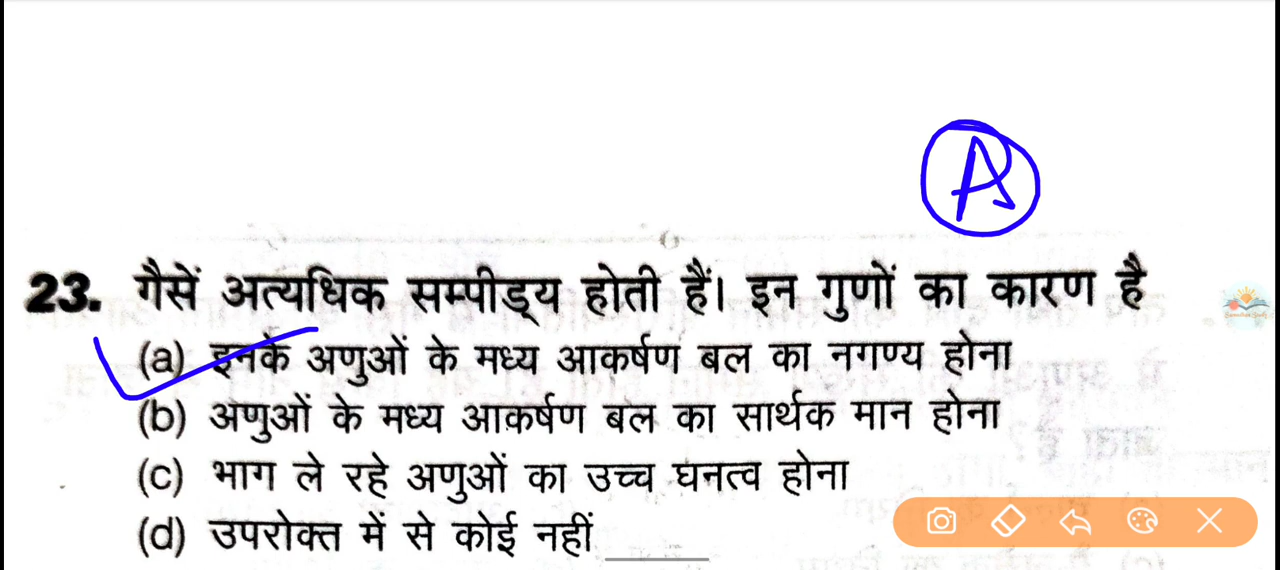 A
23. गैसें अत्यधिक सम्पीड्य होती हैं। इन गुणों का कारण है
(a) इनके अणुओं के मध्य आकर्षण बल का नगण्य होना
(b) अणुओं के मध्य आकर्षण बल का सार्थक मान होना
(c) भाग ले रहे अणुओं का उच्च घनत्व होना
(d) उपरोक्त में से कोई नहीं